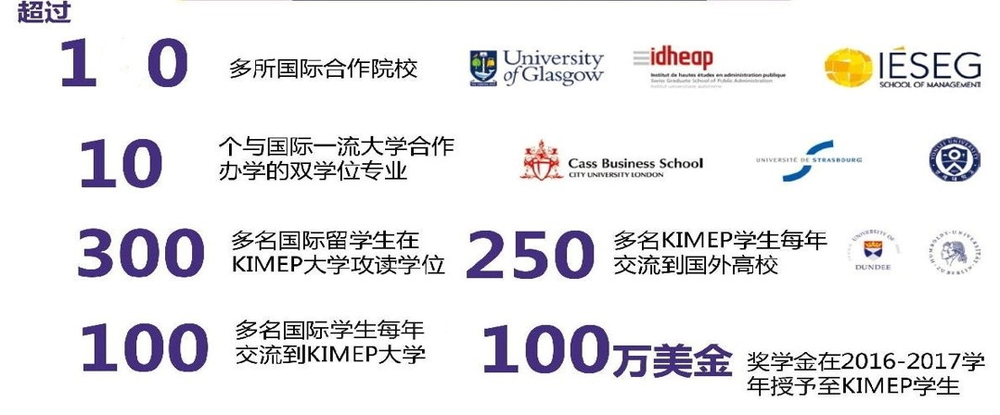 超过
1 0
多所国际合作院校
University
of Glasgow
idheap
Institut de hautes études en administration publique
Swiss Graduate School of Public Administration
IÉSEG
SCHOOL OF MANAGEMENT
10
个与国际一流大学合作
办学的双学位专业
Cass Business School
CITY UNIVERSITY LONDON
UNIVERSITÉ DE STRASBOURG
300
多名国际留学生在
KIMEP大学攻读学位
250
多名KIMEP学生每年
交流到国外高校
UNIVERSITY OF
DUNDEE
100
多名国际学生每年
交流到KIMEP大学
100万美金
奖学金在2016-2017学
年授予至KIMEP学生